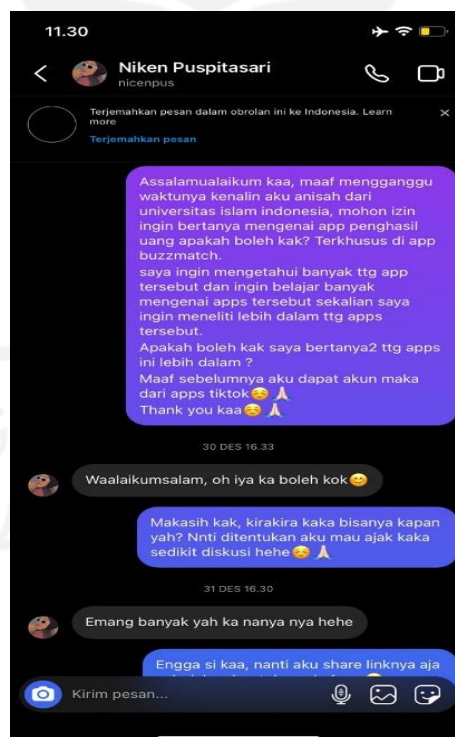 11.30
Niken Puspitasari
nicenpus
Terjemahkan pesan dalam obrolan ini ke Indonesia. Learn
more
Terjemahkan pesan
Assalamualaikum kaa, maaf mengganggu
waktunya kenalin aku anisah dari
universitas islam indonesia, mohon izin
ingin bertanya mengenai app penghasil
uang apakah boleh kak? Terkhusus di app
buzzmatch.
saya ingin mengetahui banyak ttg app
tersebut dan ingin belajar banyak
mengenai apps tersebut sekalian saya
ingin meneliti lebih dalam ttg apps
tersebut.
Apakah boleh kak saya bertanya2 ttg apps
ini lebih dalam ?
Maaf sebelumnya aku dapat akun maka
dari apps tiktok☺️🙏🏻
Thank you kaa☺️🙏🏻
30 DES 16.33
Waalaikumsalam, oh iya ka boleh kok😊
Makasih kak, kirakira kaka bisanya kapan
yah? Nnti ditentukan aku mau ajak kaka
sedikit diskusi hehe☺️🙏🏻
31 DES 16.30
Emang banyak yah ka nanya nya hehe
Engga si kaa, nanti aku share linknya aja
Kirim pesan...